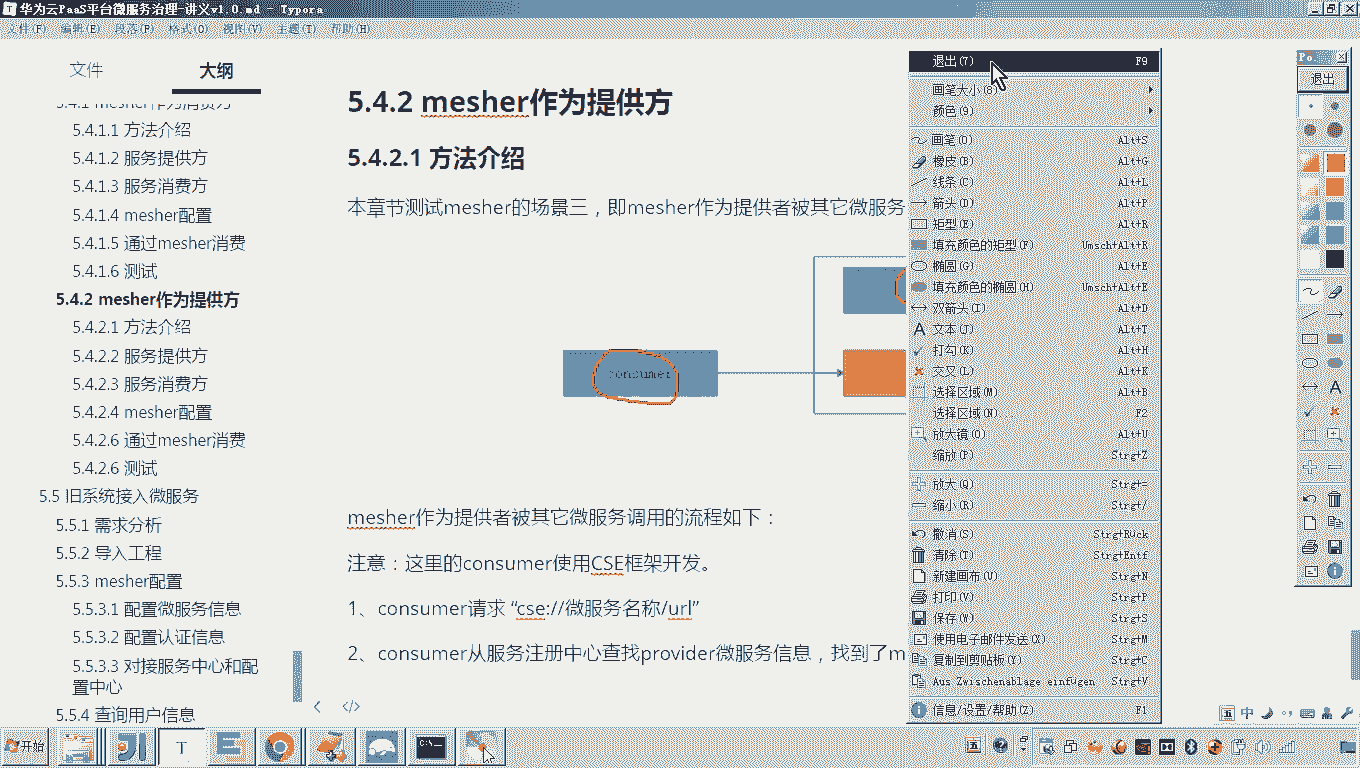 华为云PaaS平台微服务治理-讲义v1.0.md - Typora
文件(F) 编辑(E) 段落(P) 格式(O) 视图(V) 主题(T) 帮助(H)
文件 大纲
5.4.1 mesher作为消费方
5.4.1.1 方法介绍
5.4.1.2 服务提供方
5.4.1.3 服务消费方
5.4.1.4 mesher配置
5.4.1.5 通过mesher消费
5.4.1.6 测试
5.4.2 mesher作为提供方
5.4.2.1 方法介绍
5.4.2.2 服务提供方
5.4.2.3 服务消费方
5.4.2.4 mesher配置
5.4.2.6 通过mesher消费
5.4.2.6 测试
5.5 旧系统接入微服务
5.5.1 需求分析
5.5.2 导入工程
5.5.3 mesher配置
5.5.3.1 配置微服务信息
5.5.3.2 配置认证信息
5.5.3.3 对接服务中心和配
置中心
5.5.4 查询用户信息
5.4.2 mesher作为提供方
5.4.2.1 方法介绍
本章节测试mesher的场景三，即mesher作为提供者被其它微服务
consumer
mesher作为提供者被其它微服务调用的流程如下：
注意：这里的consumer使用CSE框架开发。
1、consumer请求 “cse://微服务名称/url”
2、consumer从服务注册中心查找provider微服务信息，找到了m
退出(7) F9
画笔大小(8)
颜色(9)
画笔(A) Alt+S
橡皮(B) Alt+G
线条(C) Alt+L
箭头(D) Alt+P
矩型(E) Alt+R
填充颜色的矩型(F) Umsch+Alt+R
椭圆(G) Alt+E
填充颜色的椭圆(H) Umsch+Alt+E
双箭头(I) Alt+D
文本(J) Alt+T
打勾(K) Alt+H
交叉(L) Alt+K
选择区域(M) Alt+B
选择区域(N) F2
放大镜(O) Alt+U
缩放(P) Strg+Z
放大(Q) Strg+=
缩小(R) Strg+/
撤消(S) Strg+Rück
清除(T) Strg+Entf
新建画布(U) Strg+N
打印(V) Strg+P
保存(W) Strg+S
使用电子邮件发送(X) Strg+M
复制到剪贴板(Y) Strg+C
Aus Zwischenablage einfügen Strg+V
信息/设置/帮助(Z) F1
Po.
退出
五 中
开始